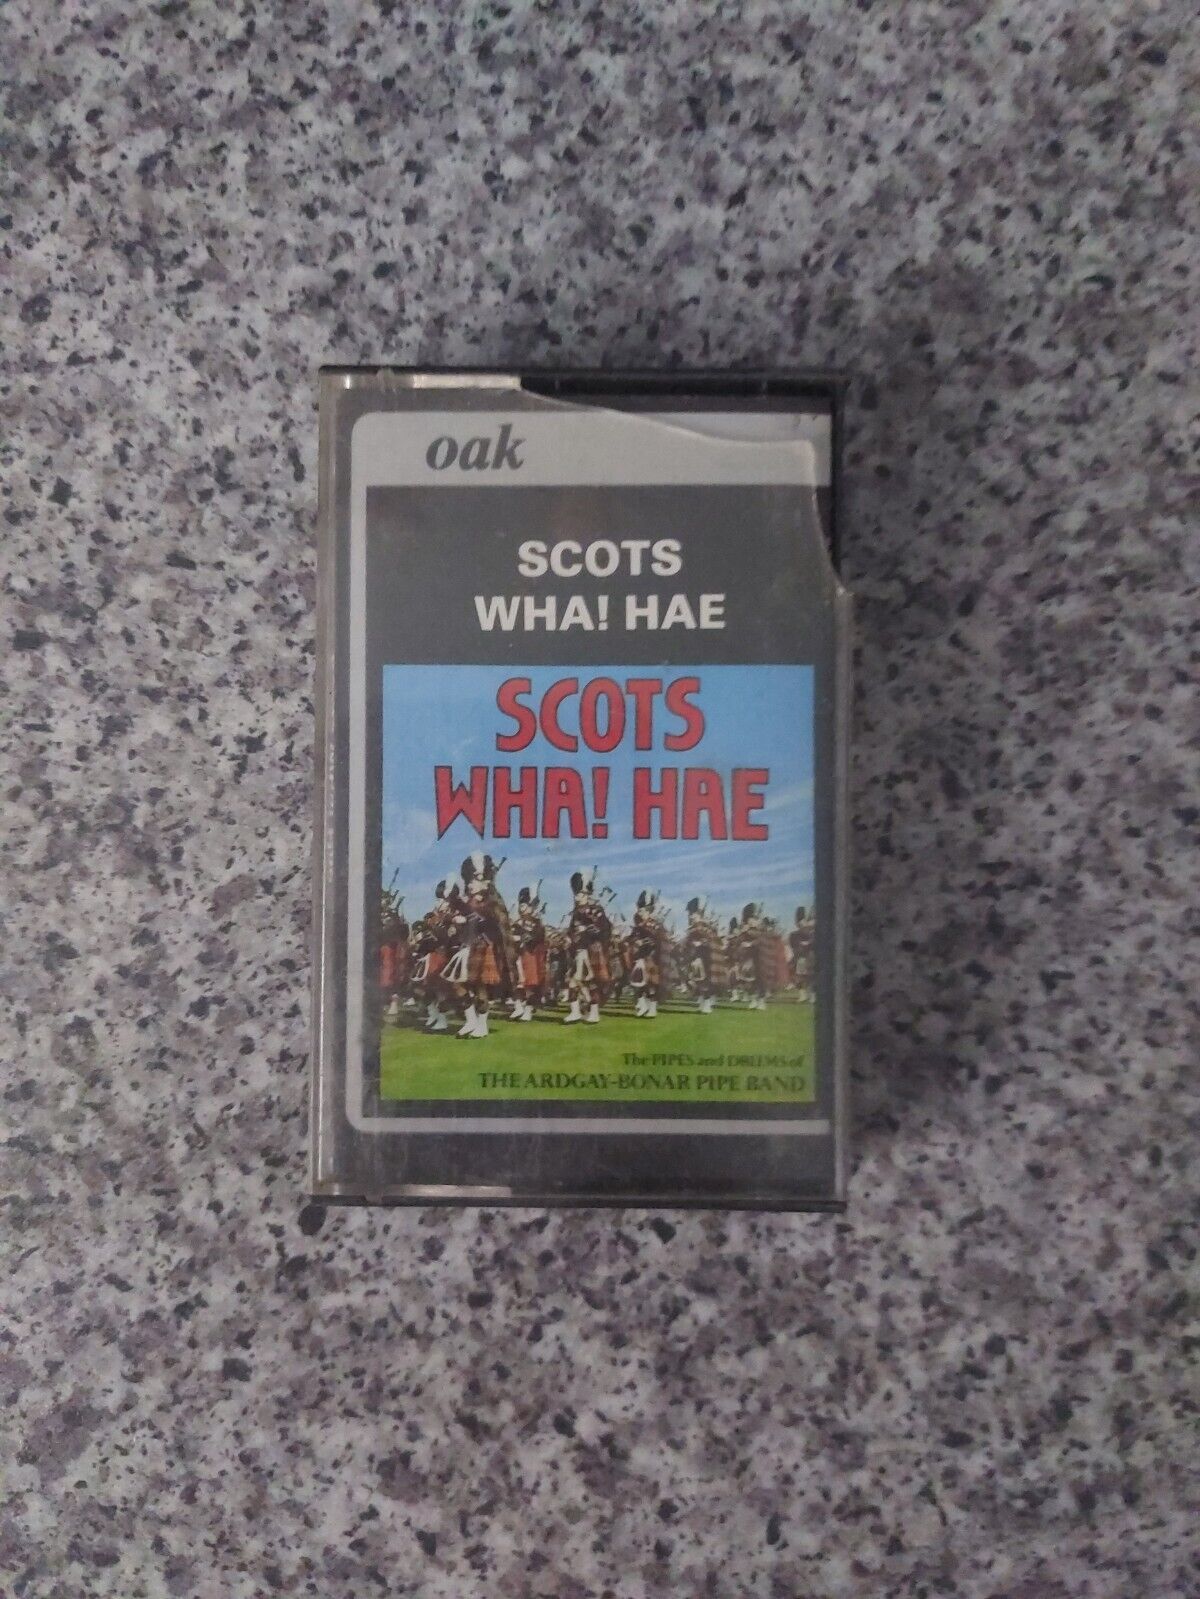 oak
SCOTS
WHA! HAE
SCOTS
WHA! HAE
The PIPES and DRUMS of
THE ARDGAY-BONAR PIPE BAND